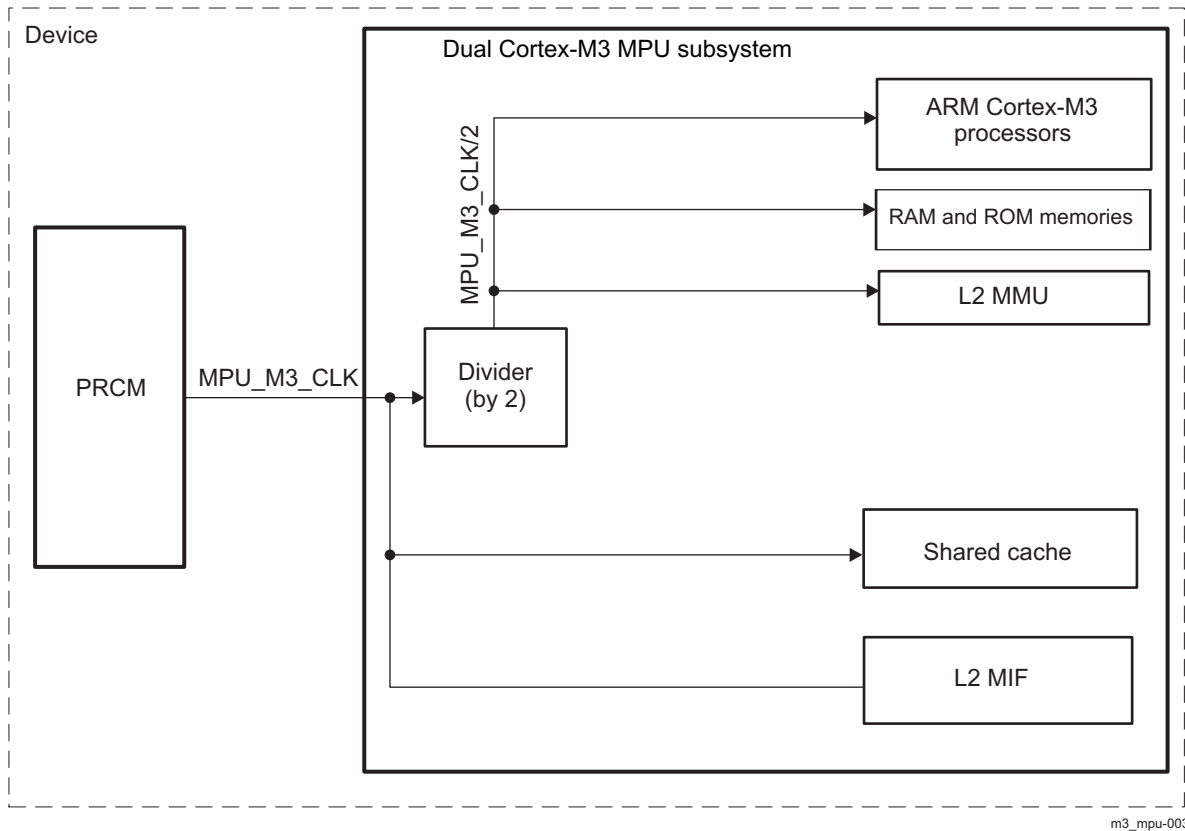 Device
Dual Cortex-M3 MPU subsystem
ARM Cortex-M3
processors
MPU_M3_CLK/2
RAM and ROM memories
L2 MMU
PRCM
MPU_M3_CLK
Divider
(by 2)
Shared cache
L2 MIF
m3_mpu-003